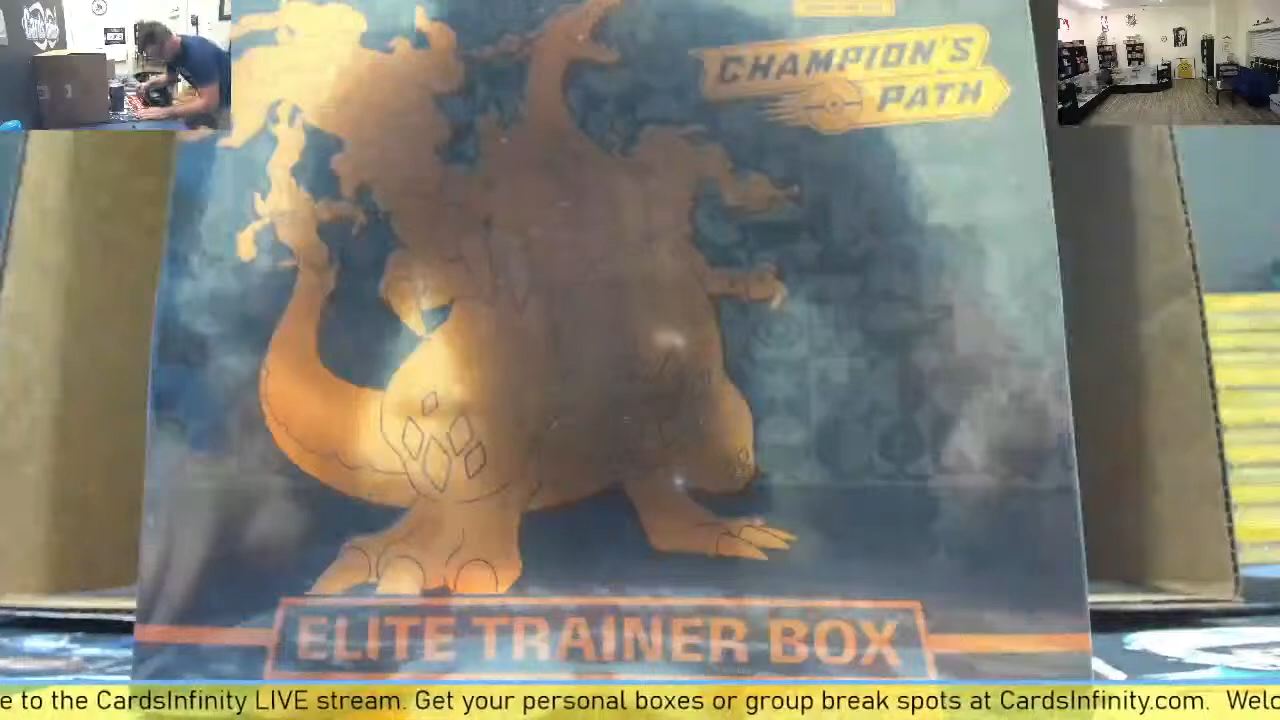 CHAMPION'S
PATH
ELITE TRAINER BOX
e to the CardsInfinity LIVE stream. Get your personal boxes or group break spots at CardsInfinity.com. Welc